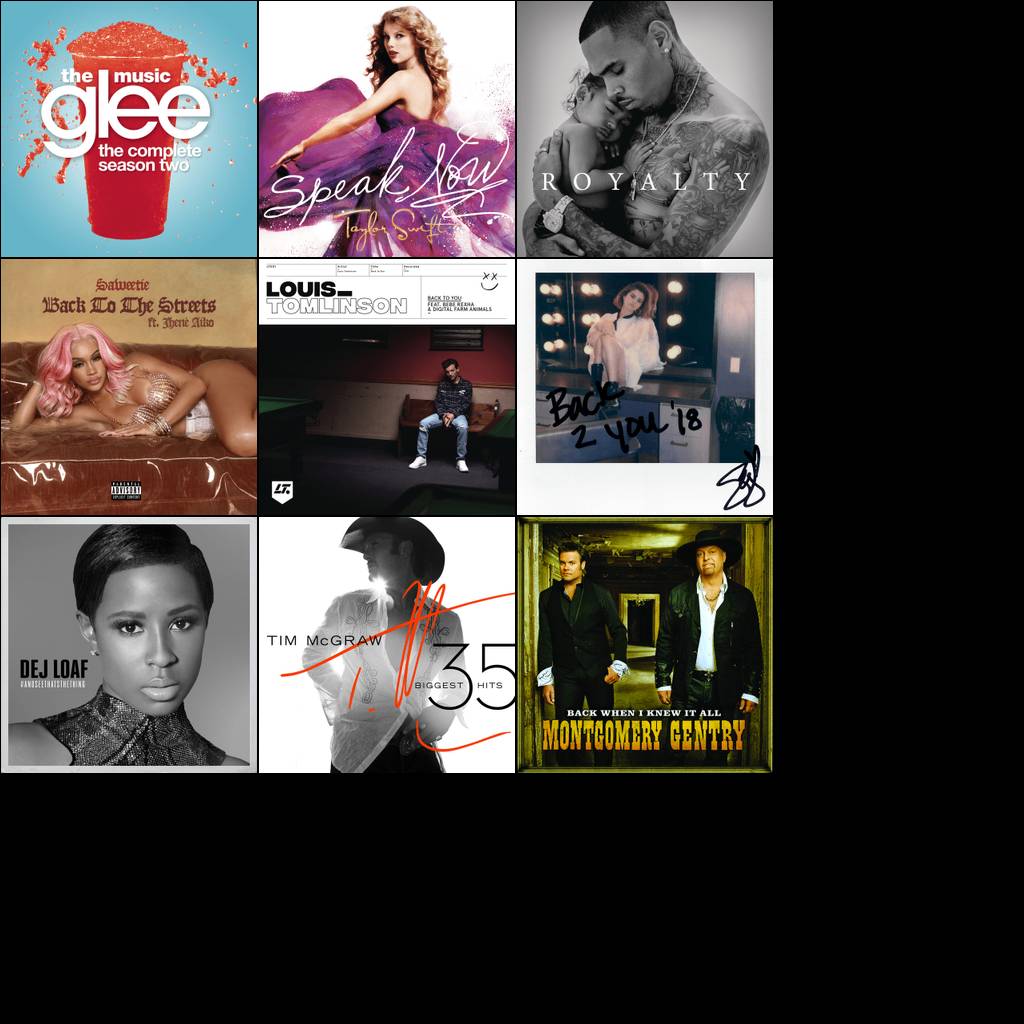 the music
glee
the complete
season two
Speak Now
Taylor Swift
ROYALTY
Saweetie
Back To The Streets
ft. Jhené Aiko
PARENTAL
ADVISORY
EXPLICIT CONTENT
LOUIS_
TOMLINSON
BACK TO YOU
FEAT. BEBE REXHA
& DIGITAL FARM ANIMALS
LT.
Back
2 you '18
DEJ LOAF
#ANDSEETHATSTHETHING
TIM McGRAW
35
BIGGEST HITS
BACK WHEN I KNEW IT ALL
MONTGOMERY GENTRY